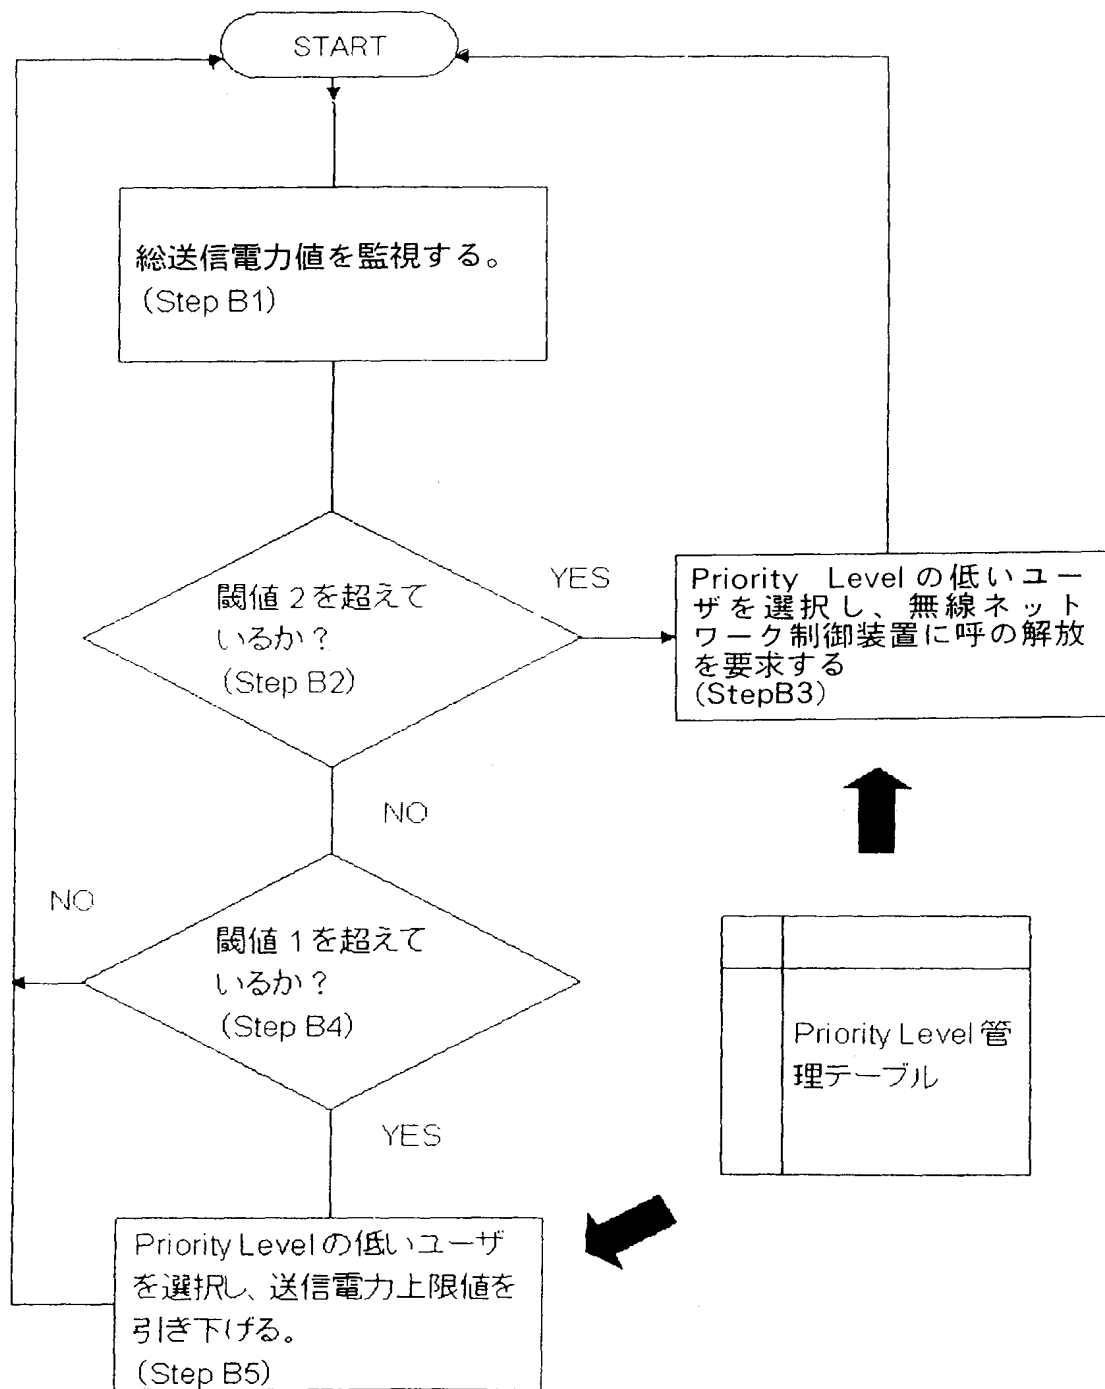 START
総送信電力値を監視する。
(Step B1)
閾値 2 を超えて
いるか?
(Step B2)
YES
Priority Level の低いユー
ザを選択し、無線ネット
ワーク制御装置に呼の解放
を要求する
(StepB3)
NO
閾値 1 を超えて
いるか?
(Step B4)
NO
YES
Priority Level 管
理テーブル
Priority Level の低いユーザ
を選択し、送信電力上限値を
引き下げる。
(Step B5)